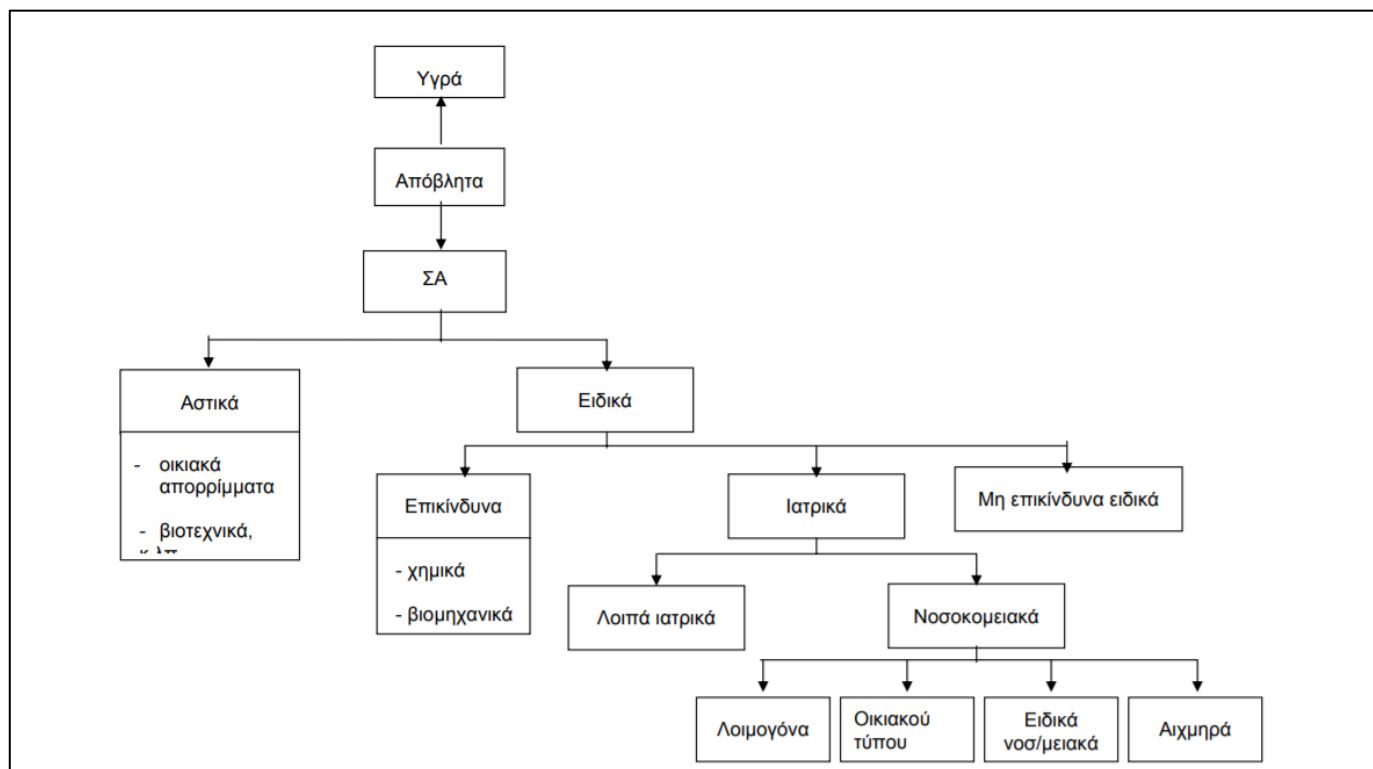 Υγρά
Απόβλητα
ΣΑ
Αστικά
- οικιακά
απορρίμματα
- βιοτεχνικά,
κ.λπ.
Ειδικά
Επικίνδυνα
- χημικά
- βιομηχανικά
Ιατρικά
Μη επικίνδυνα ειδικά
Λοιπά ιατρικά
Νοσοκομειακά
Λοιμογόνα
Οικιακού
τύπου
Ειδικά
νοσ/μειακά
Αιχμηρά